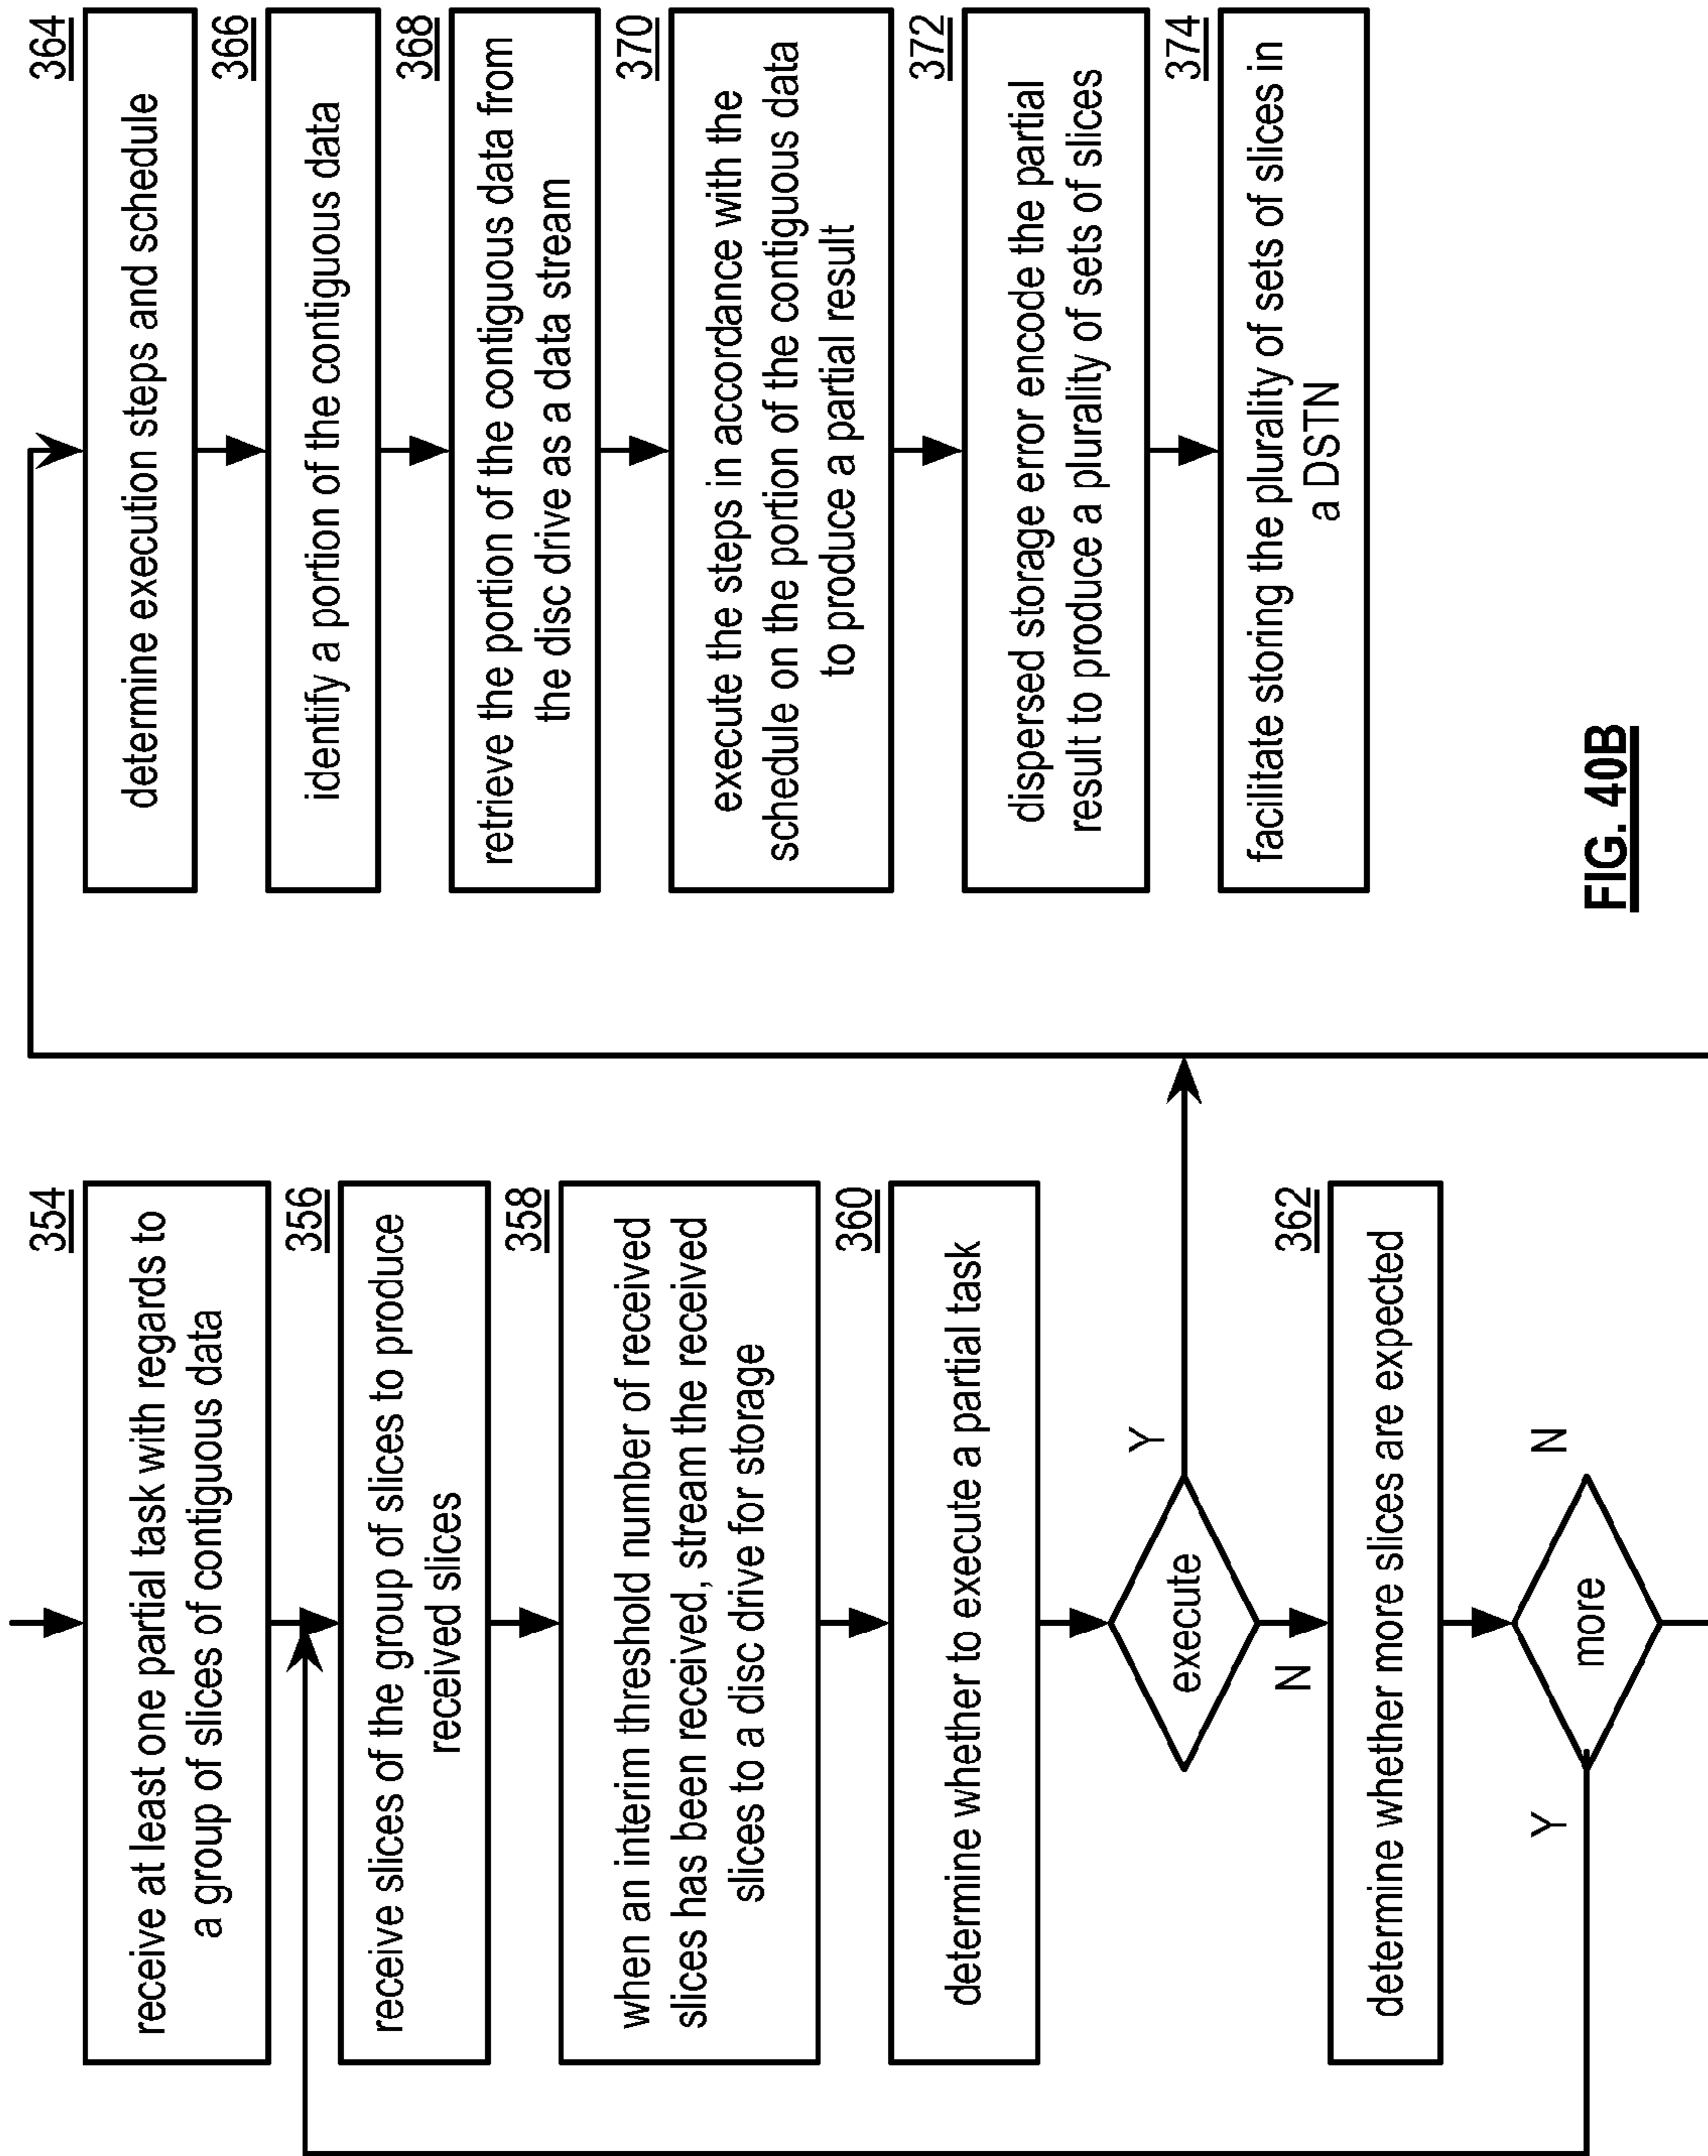 354
receive at least one partial task with regards to
a group of slices of contiguous data
356
receive slices of the group of slices to produce
received slices
358
when an interim threshold number of received
slices has been received, stream the received
slices to a disc drive for storage
360
determine whether to execute a partial task
execute
Y
N
362
determine whether more slices are expected
more
Y
N
364
determine execution steps and schedule
366
identify a portion of the contiguous data
368
retrieve the portion of the contiguous data from
the disc drive as a data stream
370
execute the steps in accordance with the
schedule on the portion of the contiguous data
to produce a partial result
372
dispersed storage error encode the partial
result to produce a plurality of sets of slices
374
facilitate storing the plurality of sets of slices in
a DSTN
FIG. 40B